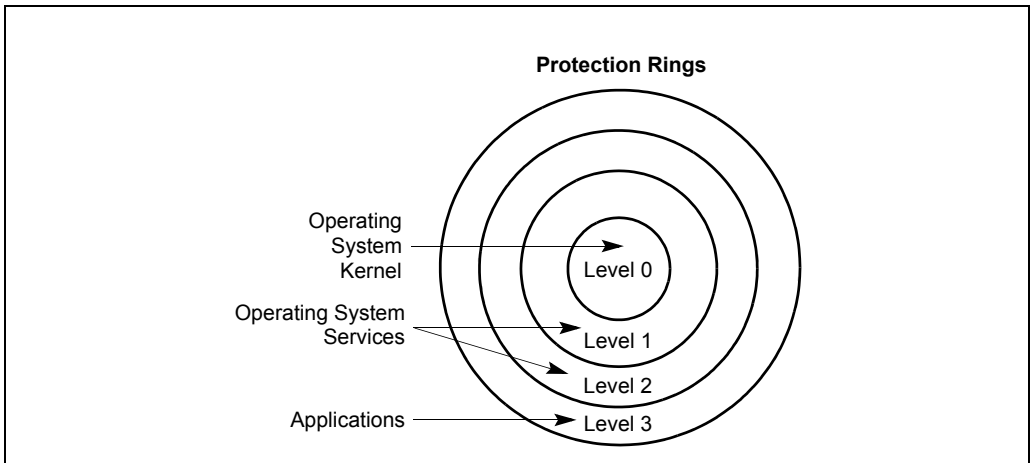 Protection Rings
Operating
System
Kernel
Level 0
Operating System
Services
Level 1
Level 2
Applications
Level 3